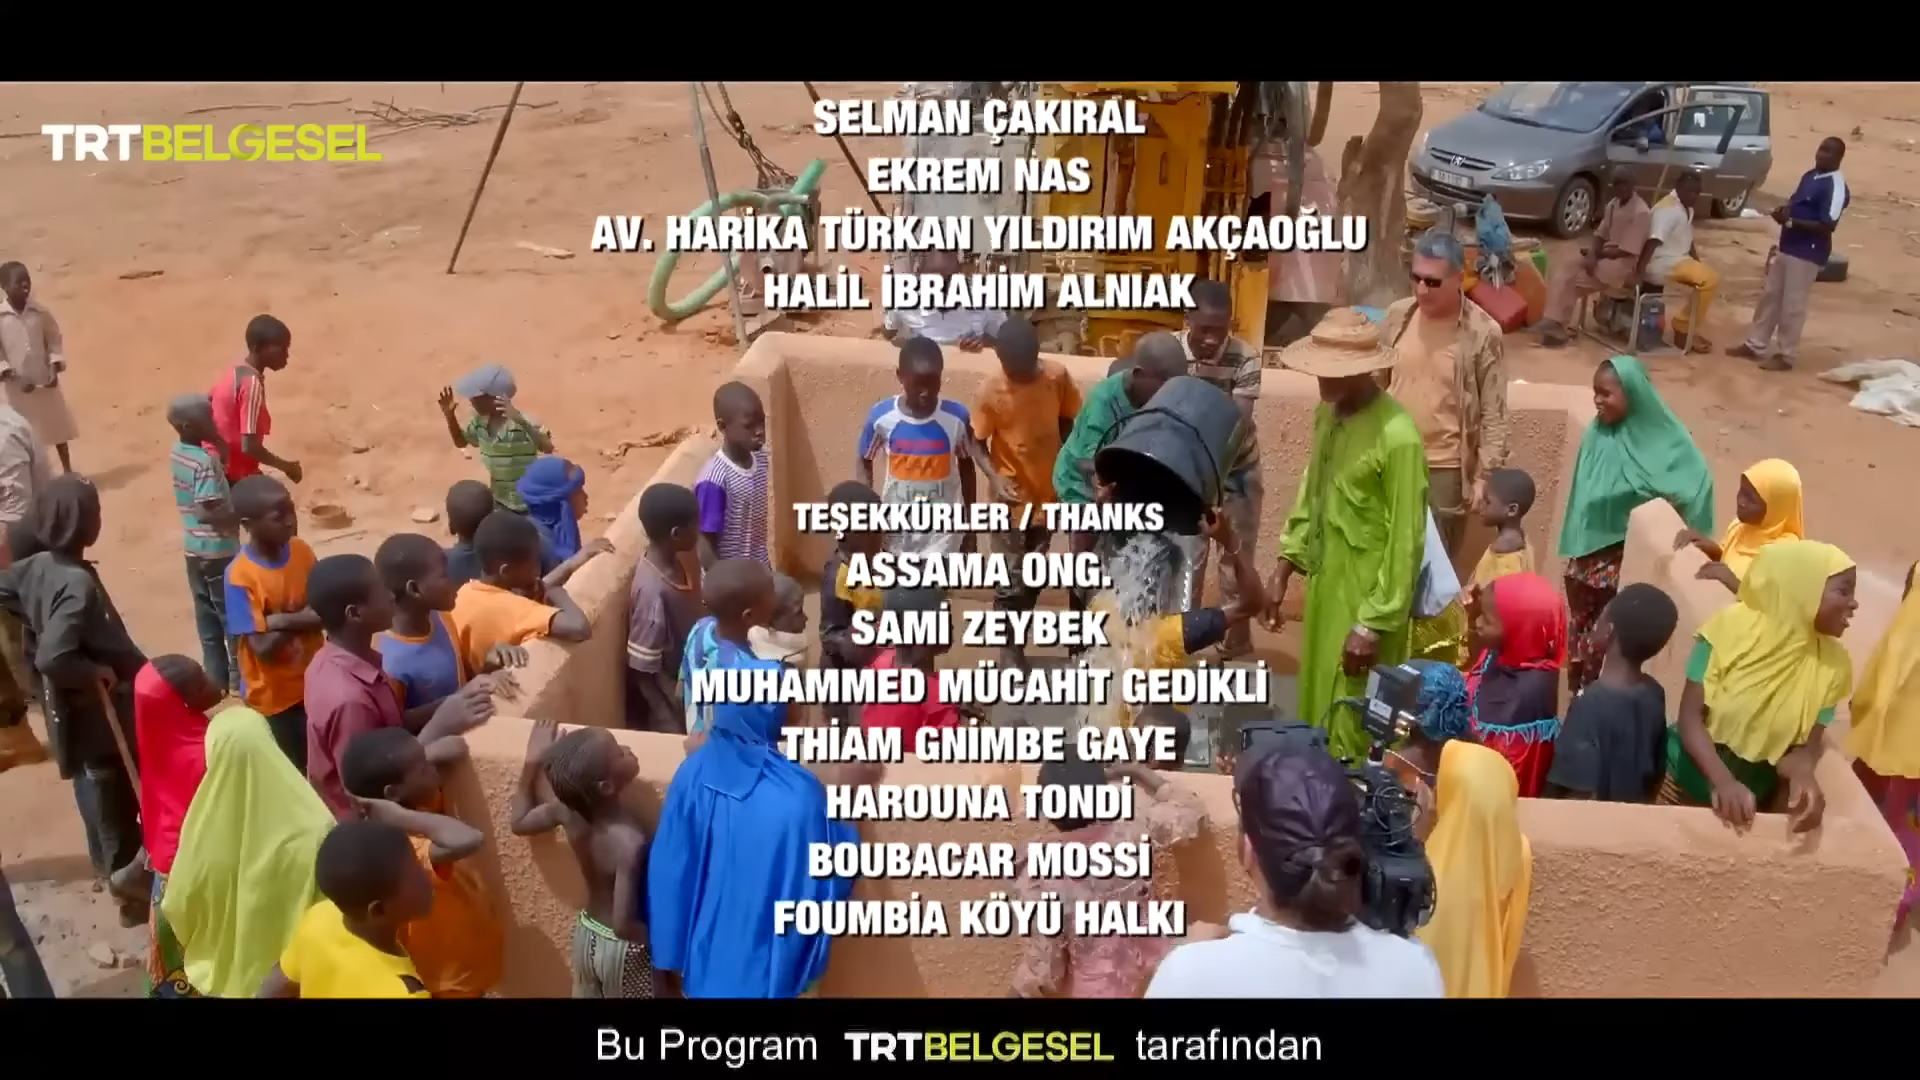 TRTBELGESEL
SELMAN ÇAKIRAL
EKREM NAS
AV. HARİKA TÜRKAN YILDIRIM AKÇAOĞLU
HALİL İBRAHİM ALNIAK
TEŞEKKÜRLER / THANKS
ASSAMA ONG.
SAMİ ZEYBEK
MUHAMMED MÜCAHİT GEDİKLİ
THİAM GNİMBE GAYE
HAROUNA TONDİ
BOUBACAR MOSSİ
FOUMBİA KÖYÜ HALKI
Bu Program TRTBELGESEL tarafından